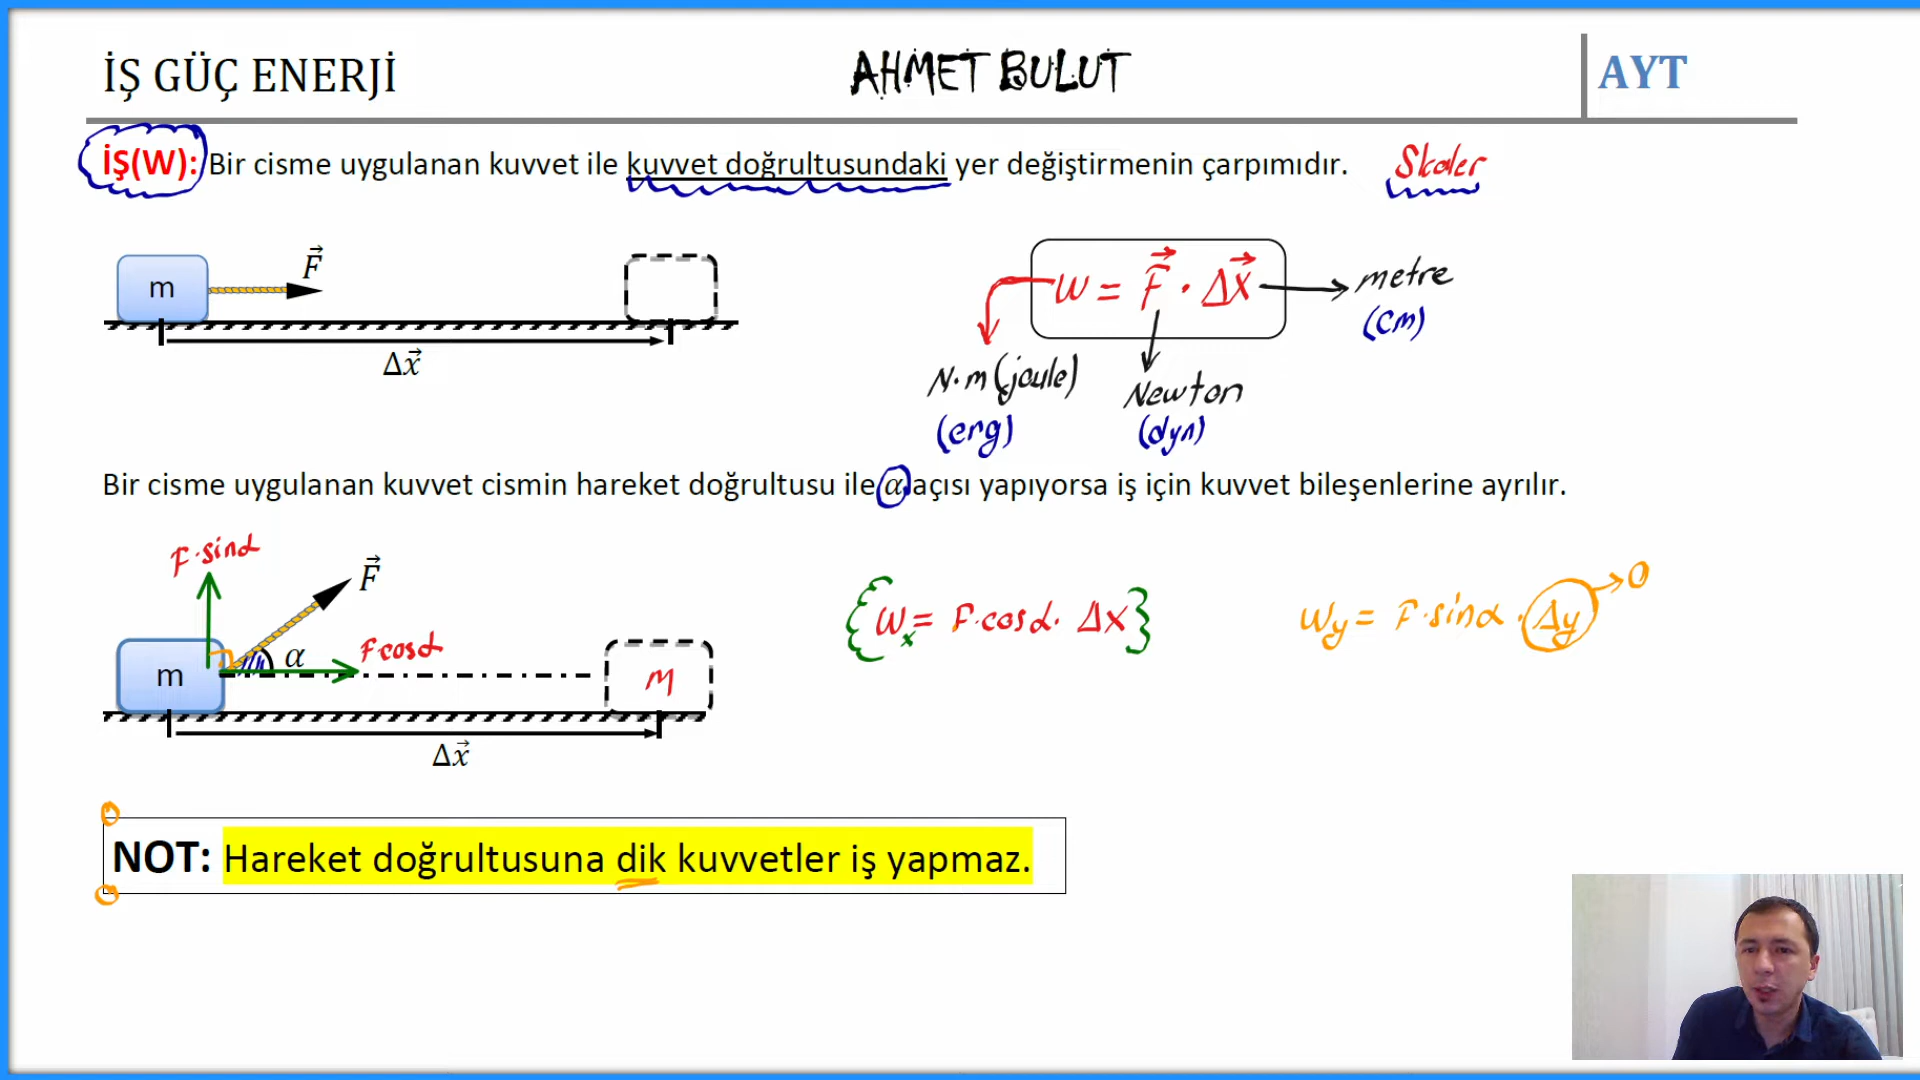 İŞ GÜÇ ENERJİ
AHMET BULUT
AYT
İŞ(W): Bir cisme uygulanan kuvvet ile kuvvet doğrultusundaki yer değiştirmenin çarpımıdır. Skaler
m
F⃗
Δx⃗
W = F⃗ · Δx⃗
metre
(cm)
N·m (joule)
(erg)
Newton
(dyn)
Bir cisme uygulanan kuvvet cismin hareket doğrultusu ile α açısı yapıyorsa iş için kuvvet bileşenlerine ayrılır.
F·sinα
F⃗
α
F·cosα
m
m
Δx⃗
{Wₓ = F·cosα · Δx}
Wy = F·sinα · Δy → 0
NOT: Hareket doğrultusuna dik kuvvetler iş yapmaz.